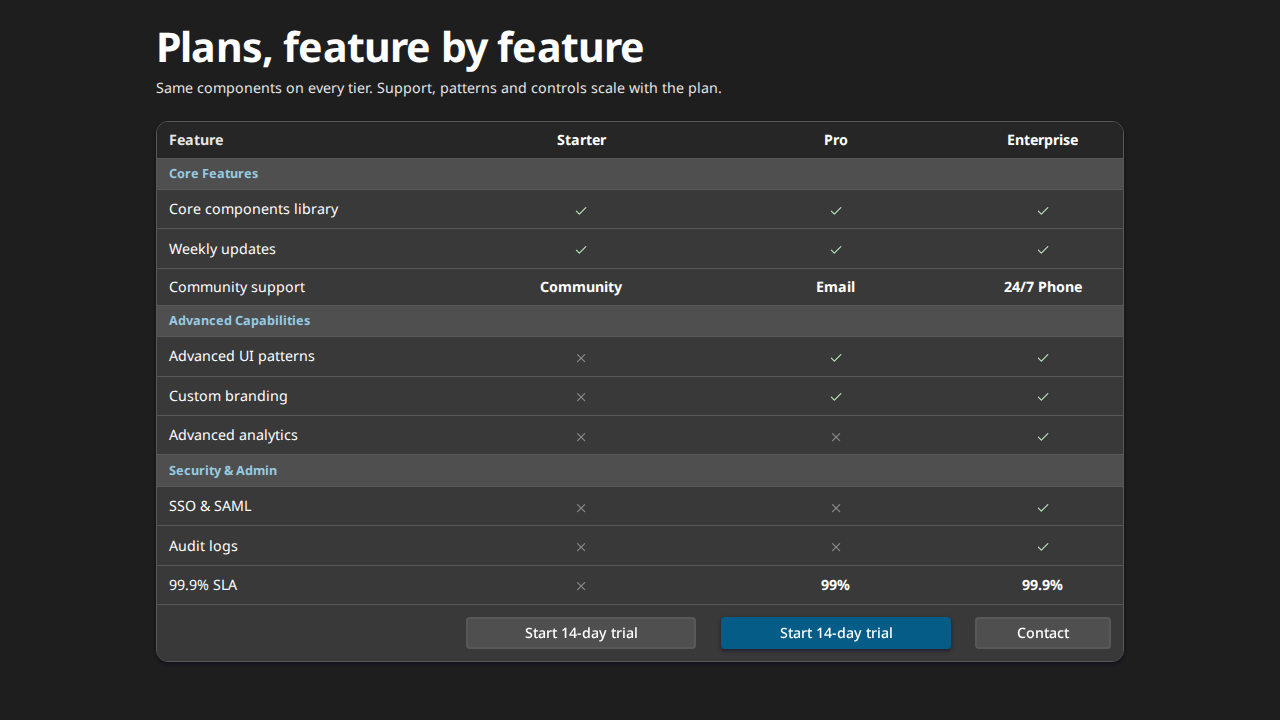 Plans, feature by feature
Same components on every tier. Support, patterns and controls scale with the plan.
Feature Starter Pro Enterprise
Core Features
Core components library
Weekly updates
Community support Community Email 24/7 Phone
Advanced Capabilities
Advanced UI patterns
Custom branding
Advanced analytics
Security & Admin
SSO & SAML
Audit logs
99.9% SLA 99% 99.9%
Start 14-day trial Start 14-day trial Contact